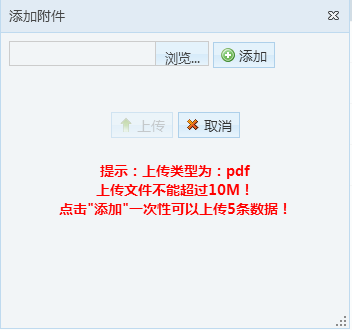 添加附件
浏览... 添加
上传 取消
提示：上传类型为：pdf
上传文件不能超过10M！
点击"添加"一次性可以上传5条数据！